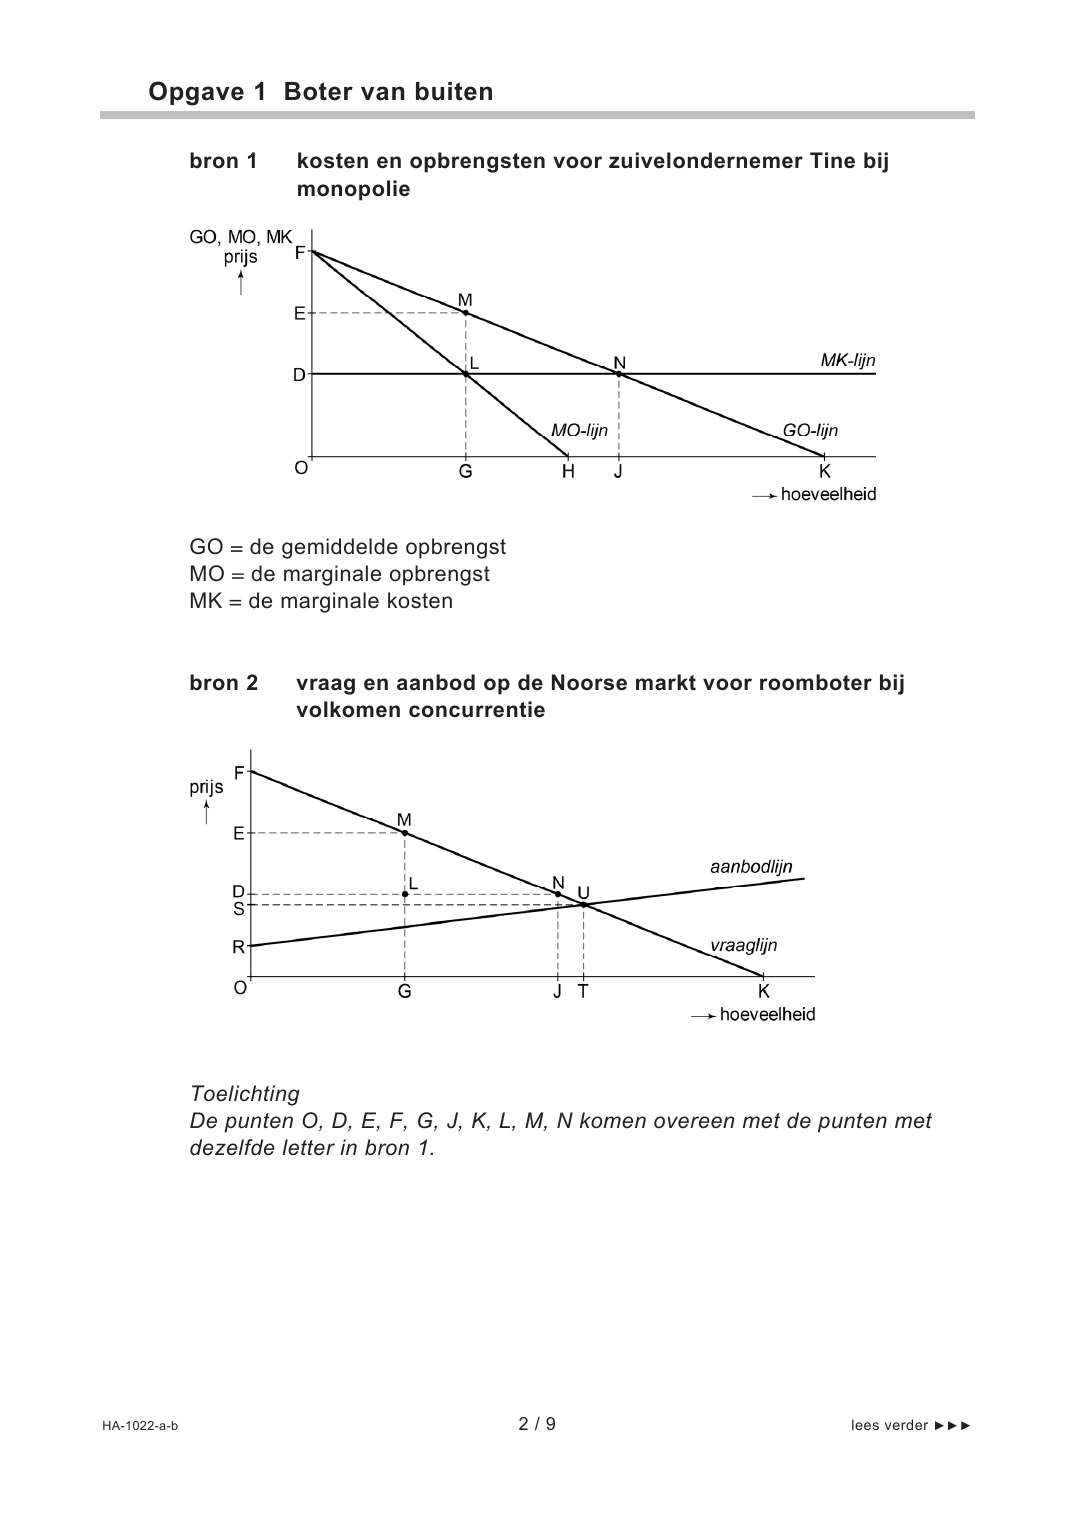 Opgave 1 Boter van buiten
bron 1 kosten en opbrengsten voor zuivelondernemer Tine bij
monopolie
GO, MO, MK
prijs
F
M
E
L
N
MK-lijn
D
MO-lijn
GO-lijn
O
G
H
J
K
hoeveelheid
GO = de gemiddelde opbrengst
MO = de marginale opbrengst
MK = de marginale kosten
bron 2 vraag en aanbod op de Noorse markt voor roomboter bij
volkomen concurrentie
F
prijs
M
E
aanbodlijn
L
N
D
U
S
R
vraaglijn
O
G
J
T
K
hoeveelheid
Toelichting
De punten O, D, E, F, G, J, K, L, M, N komen overeen met de punten met
dezelfde letter in bron 1.
HA-1022-a-b
2 / 9
lees verder ►►►